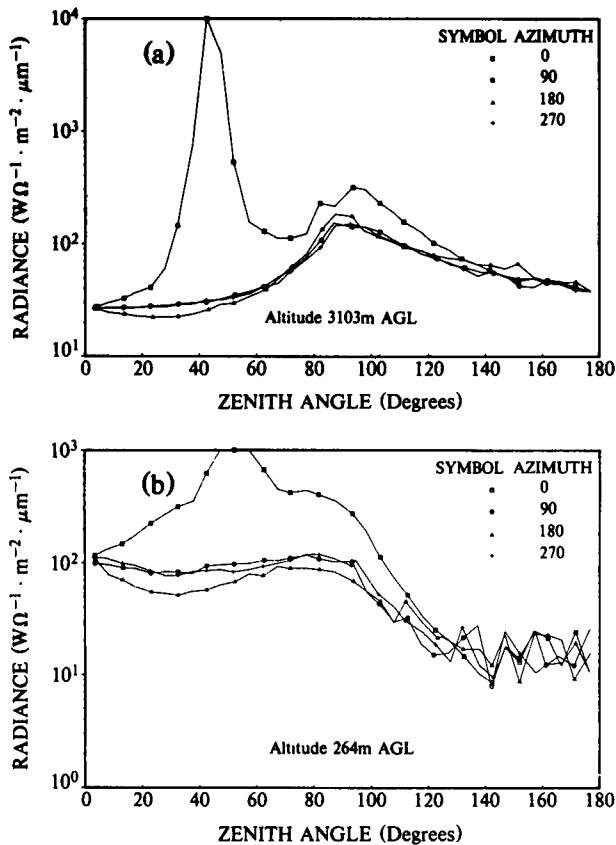 (a)
SYMBOL AZIMUTH
0
90
180
270
RADIANCE (WΩ⁻¹ · m⁻² · μm⁻¹)
10⁴
10³
10²
10¹
Altitude 3103m AGL
0 20 40 60 80 100 120 140 160 180
ZENITH ANGLE (Degrees)
(b)
SYMBOL AZIMUTH
0
90
180
270
RADIANCE (WΩ⁻¹ · m⁻² · μm⁻¹)
10³
10²
10¹
10⁰
Altitude 264m AGL
0 20 40 60 80 100 120 140 160 180
ZENITH ANGLE (Degrees)